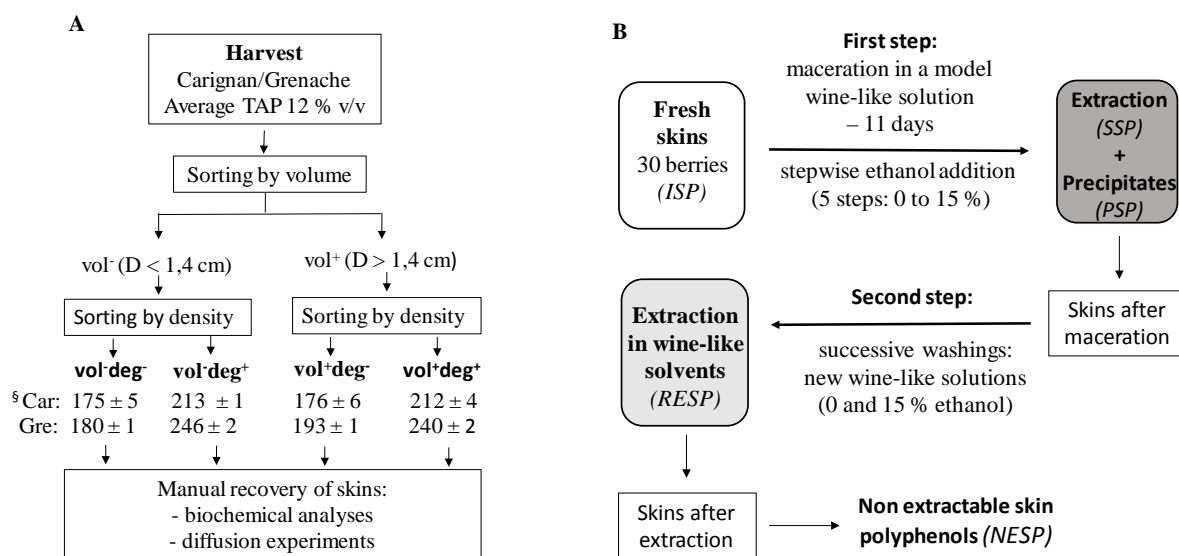 A
Harvest
Carignan/Grenache
Average TAP 12 % v/v
Sorting by volume
vol⁻ (D < 1,4 cm)
vol⁺ (D > 1,4 cm)
Sorting by density
Sorting by density
vol⁻deg⁻ vol⁻deg⁺ vol⁺deg⁻ vol⁺deg⁺
§ Car: 175 ± 5 213 ± 1 176 ± 6 212 ± 4
Gre: 180 ± 1 246 ± 2 193 ± 1 240 ± 2
Manual recovery of skins:
- biochemical analyses
- diffusion experiments
B
Fresh
skins
30 berries
(ISP)
First step:
maceration in a model
wine-like solution
– 11 days
stepwise ethanol addition
(5 steps: 0 to 15 %)
Extraction
(SSP)
+
Precipitates
(PSP)
Skins after
maceration
Second step:
successive washings:
new wine-like solutions
(0 and 15 % ethanol)
Extraction
in wine-like
solvents
(RESP)
Skins after
extraction
Non extractable skin
polyphenols (NESP)